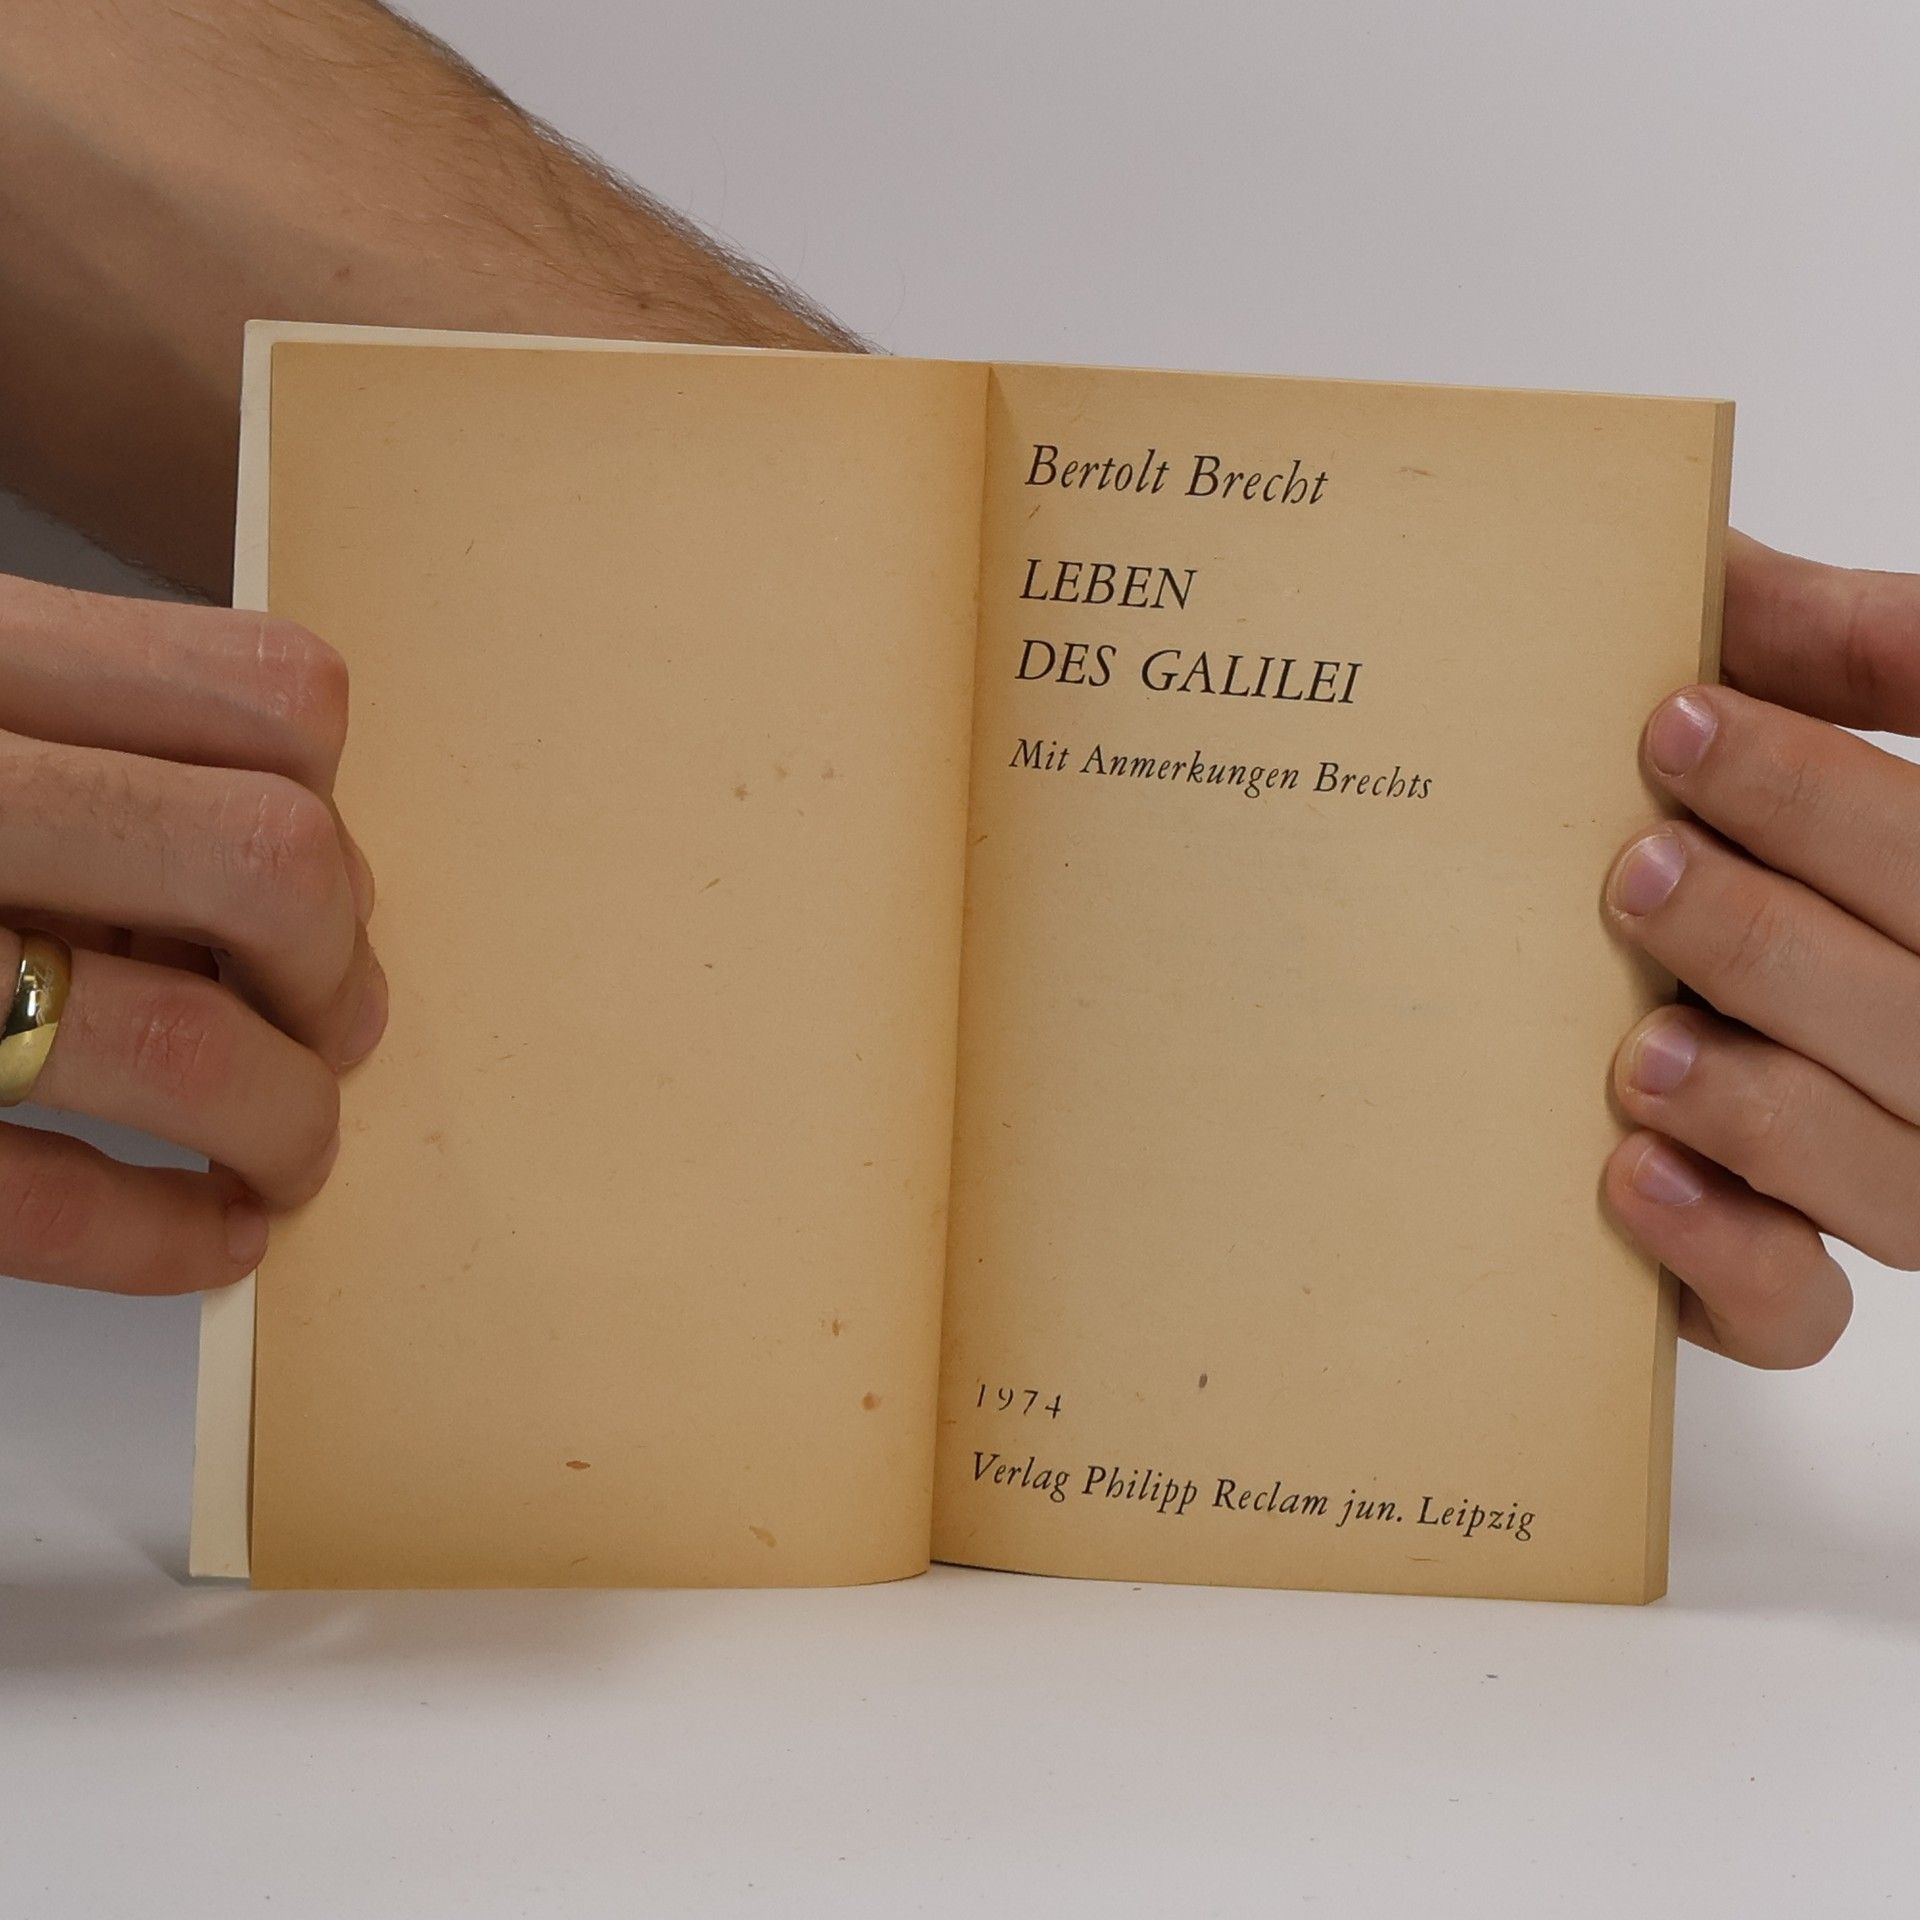 Bertolt Brecht
LEBEN
DES GALILEI
Mit Anmerkungen Brechts
1974
Verlag Philipp Reclam jun. Leipzig